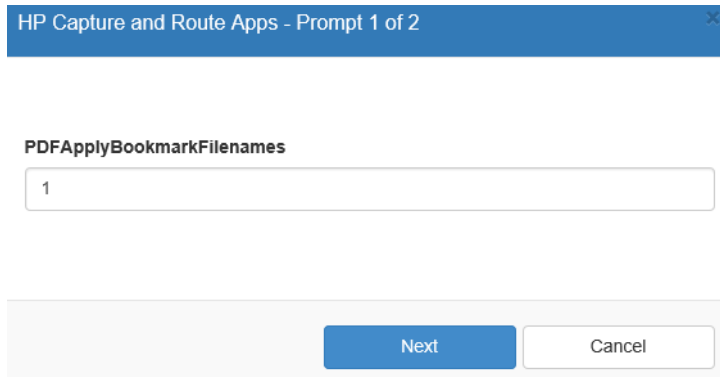 HP Capture and Route Apps - Prompt 1 of 2
PDFApplyBookmarkFilenames
1
Next Cancel